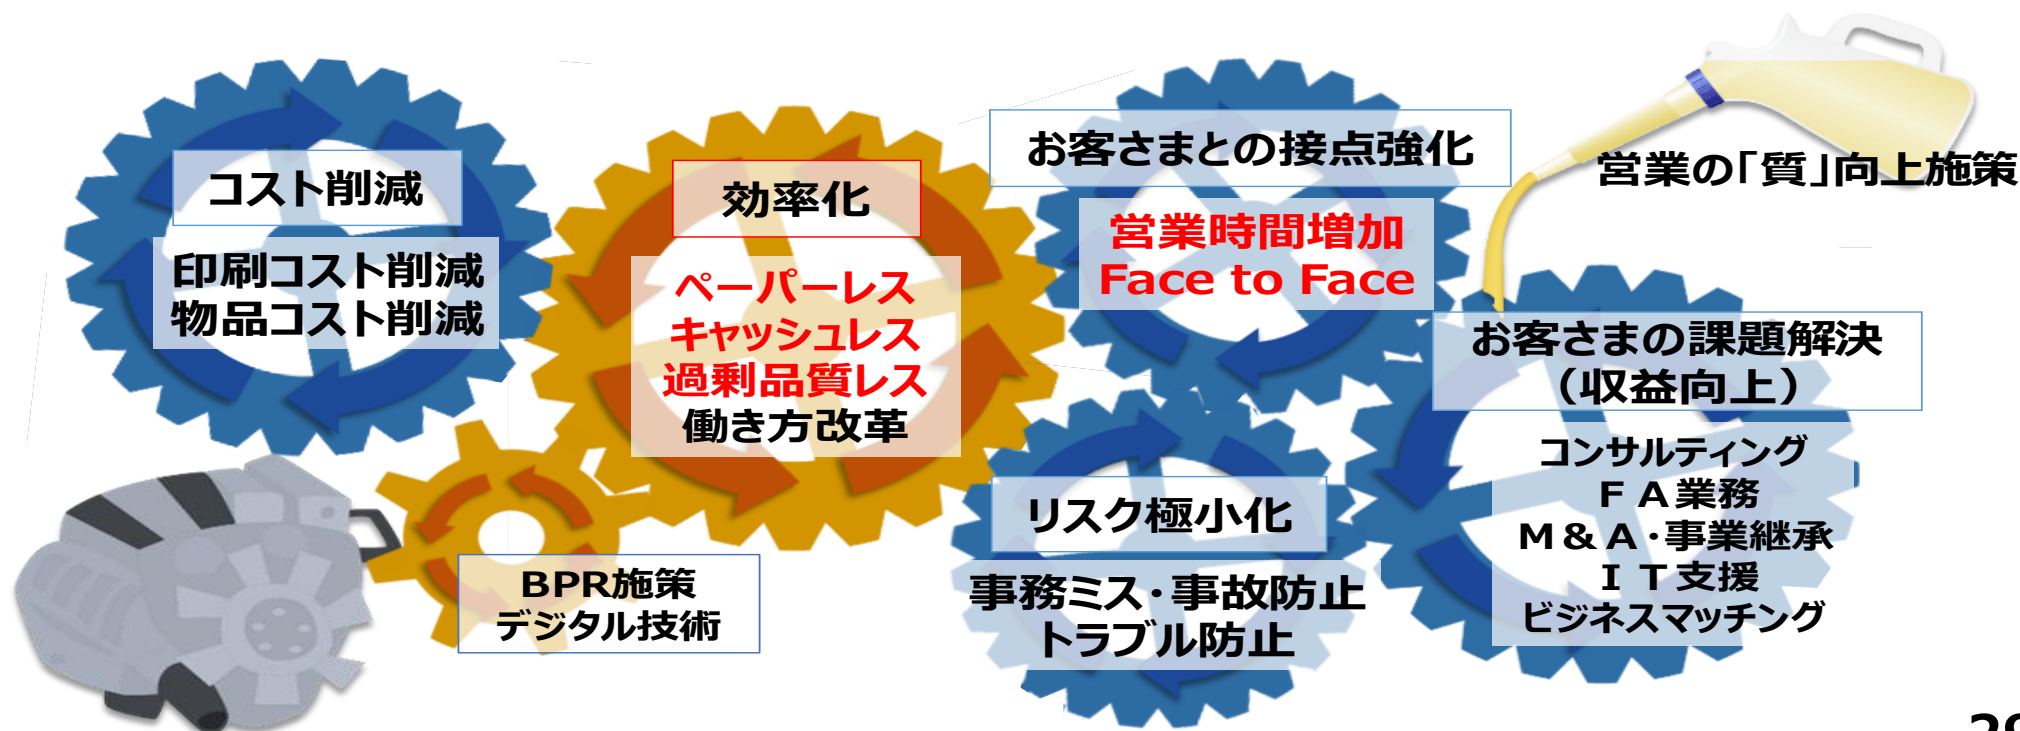 コスト削減
印刷コスト削減
物品コスト削減
効率化
ペーパーレス
キャッシュレス
過剰品質レス
働き方改革
BPR施策
デジタル技術
お客さまとの接点強化
営業時間増加
Face to Face
リスク極小化
事務ミス・事故防止
トラブル防止
営業の「質」向上施策
お客さまの課題解決
（収益向上）
コンサルティング
ＦＡ業務
Ｍ＆Ａ・事業継承
ＩＴ支援
ビジネスマッチング